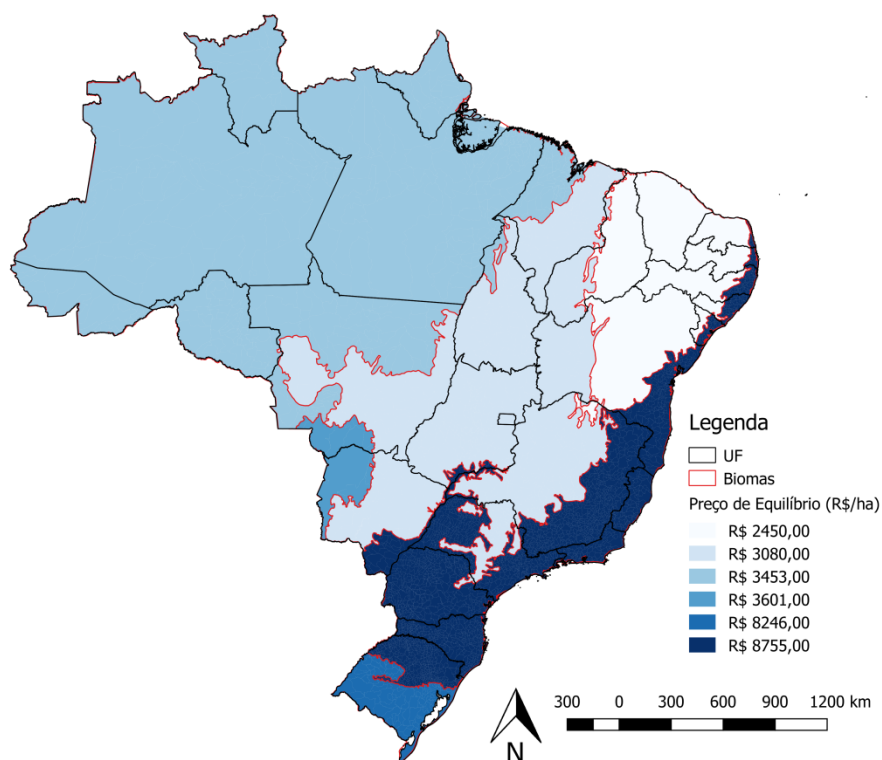 Legenda
UF
Biomas
Preço de Equilíbrio (R$/ha)
R$ 2450,00
R$ 3080,00
R$ 3453,00
R$ 3601,00
R$ 8246,00
R$ 8755,00
300 0 300 600 900 1200 km
N